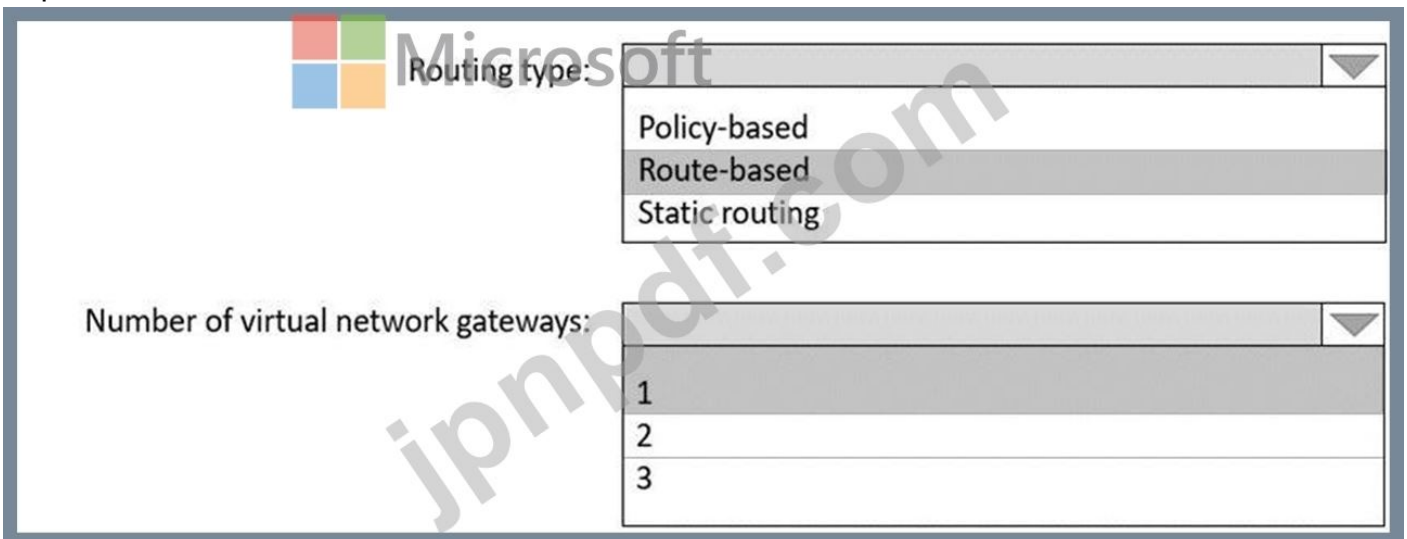 Microsoft
Routing type:
Policy-based
Route-based
Static routing
Number of virtual network gateways:
1
2
3
jpnpdf.com